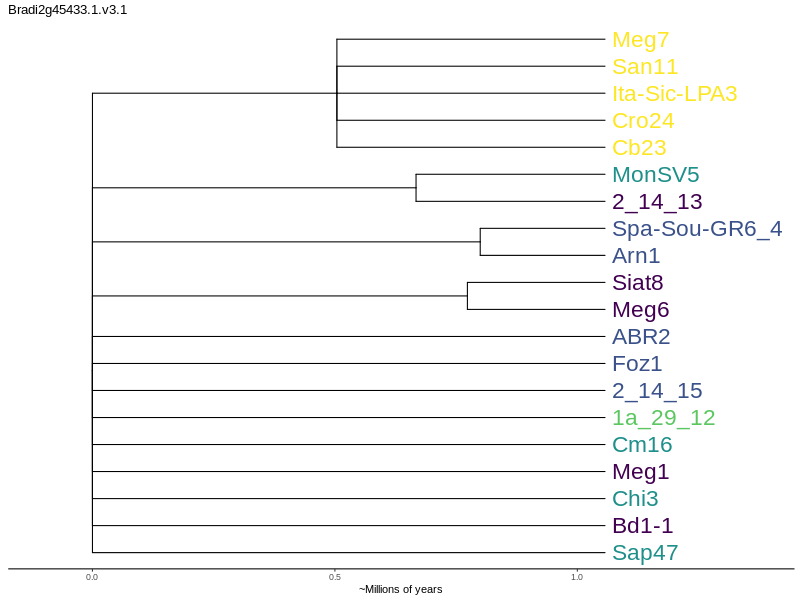 Bradi2g45433.1.v3.1
Meg7
San11
Ita-Sic-LPA3
Cro24
Cb23
MonSV5
2_14_13
Spa-Sou-GR6_4
Arn1
Siat8
Meg6
ABR2
Foz1
2_14_15
1a_29_12
Cm16
Meg1
Chi3
Bd1-1
Sap47
0.0 0.5 1.0
~Millions of years